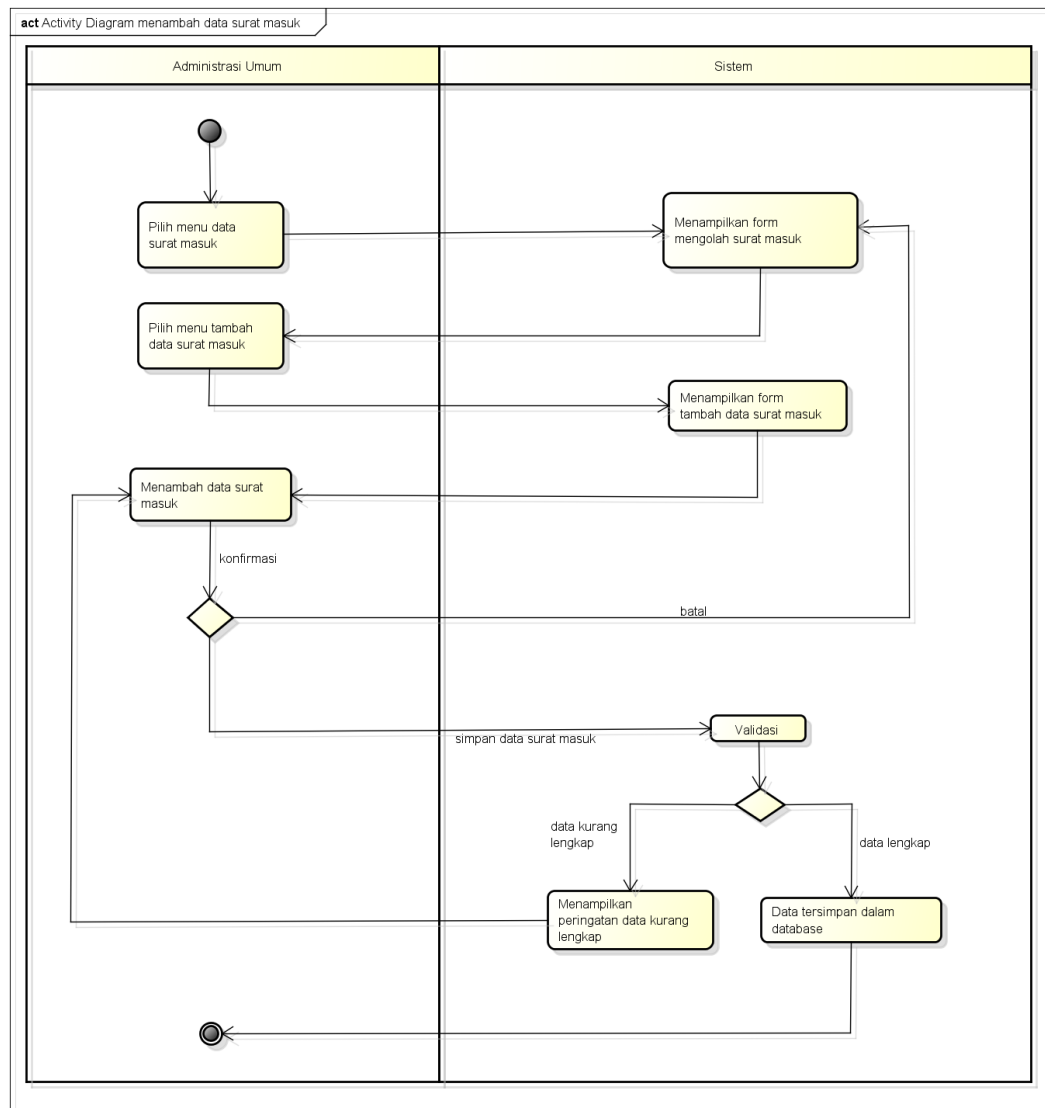 act Activity Diagram menambah data surat masuk
Administrasi Umum
Sistem
Pilih menu data
surat masuk
Menampilkan form
mengolah surat masuk
Pilih menu tambah
data surat masuk
Menampilkan form
tambah data surat masuk
Menambah data surat
masuk
konfirmasi
batal
simpan data surat masuk
Validasi
data kurang
lengkap
data lengkap
Menampilkan
peringatan data kurang
lengkap
Data tersimpan dalam
database